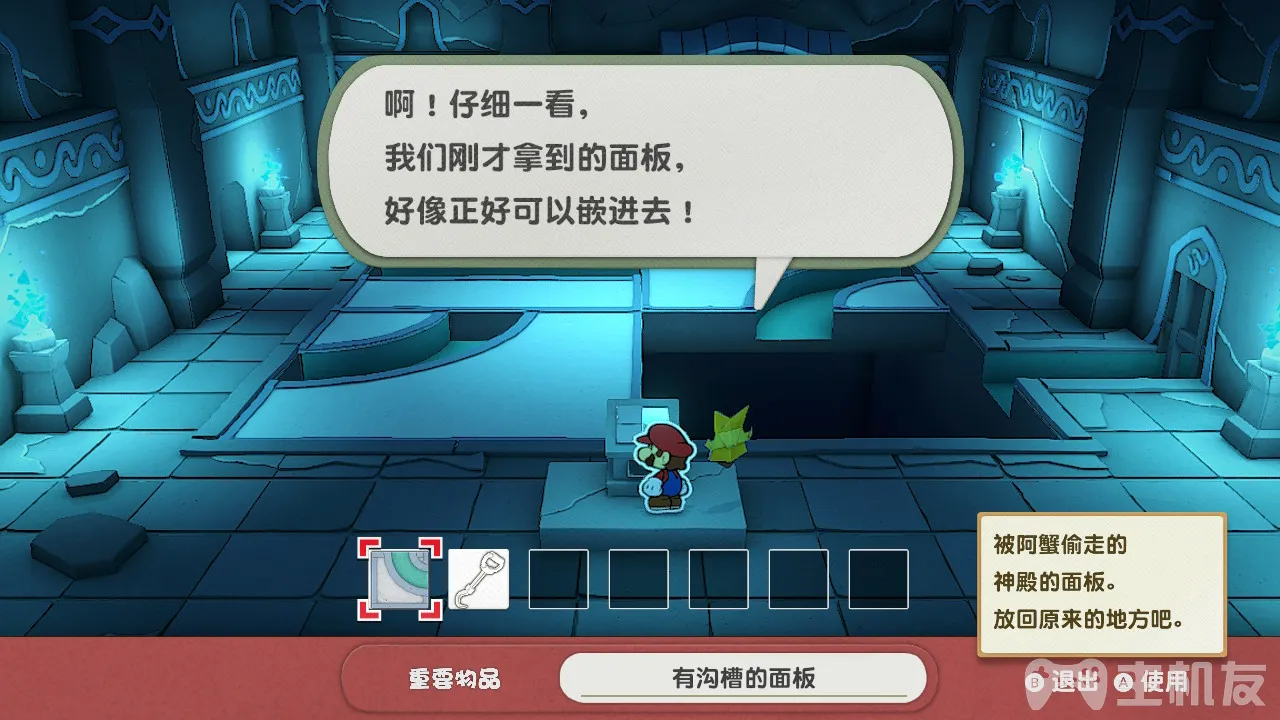 啊！仔细一看，
我们刚才拿到的面板，
好像正好可以嵌进去！
被阿蟹偷走的
神殿的面板。
放回原来的地方吧。
重要物品
有沟槽的面板
B 退出 A 使用
主机友